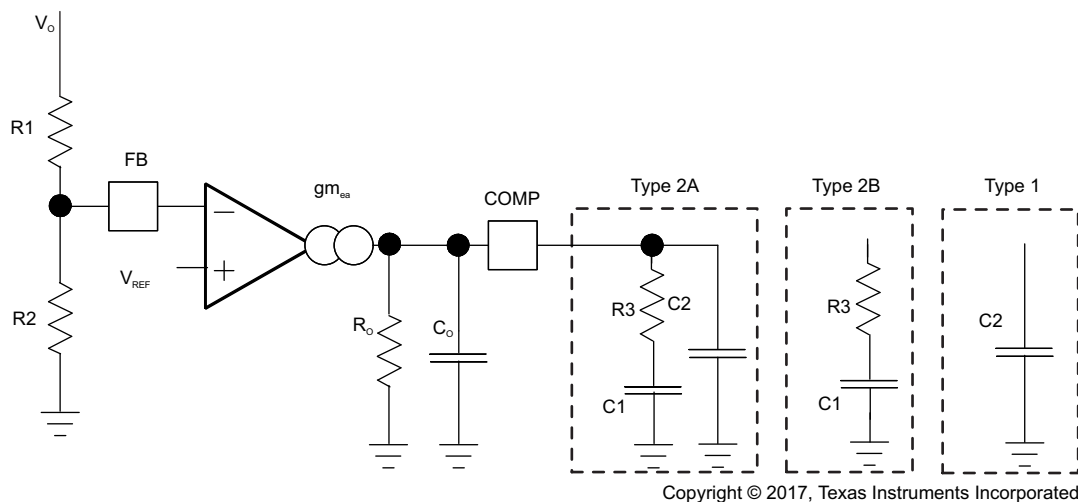 Vo
R1
FB
gmea
COMP
Type 2A
Type 2B
Type 1
VREF
R2
Ro
Co
R3
C2
C1
R3
C1
C2
Copyright © 2017, Texas Instruments Incorporated